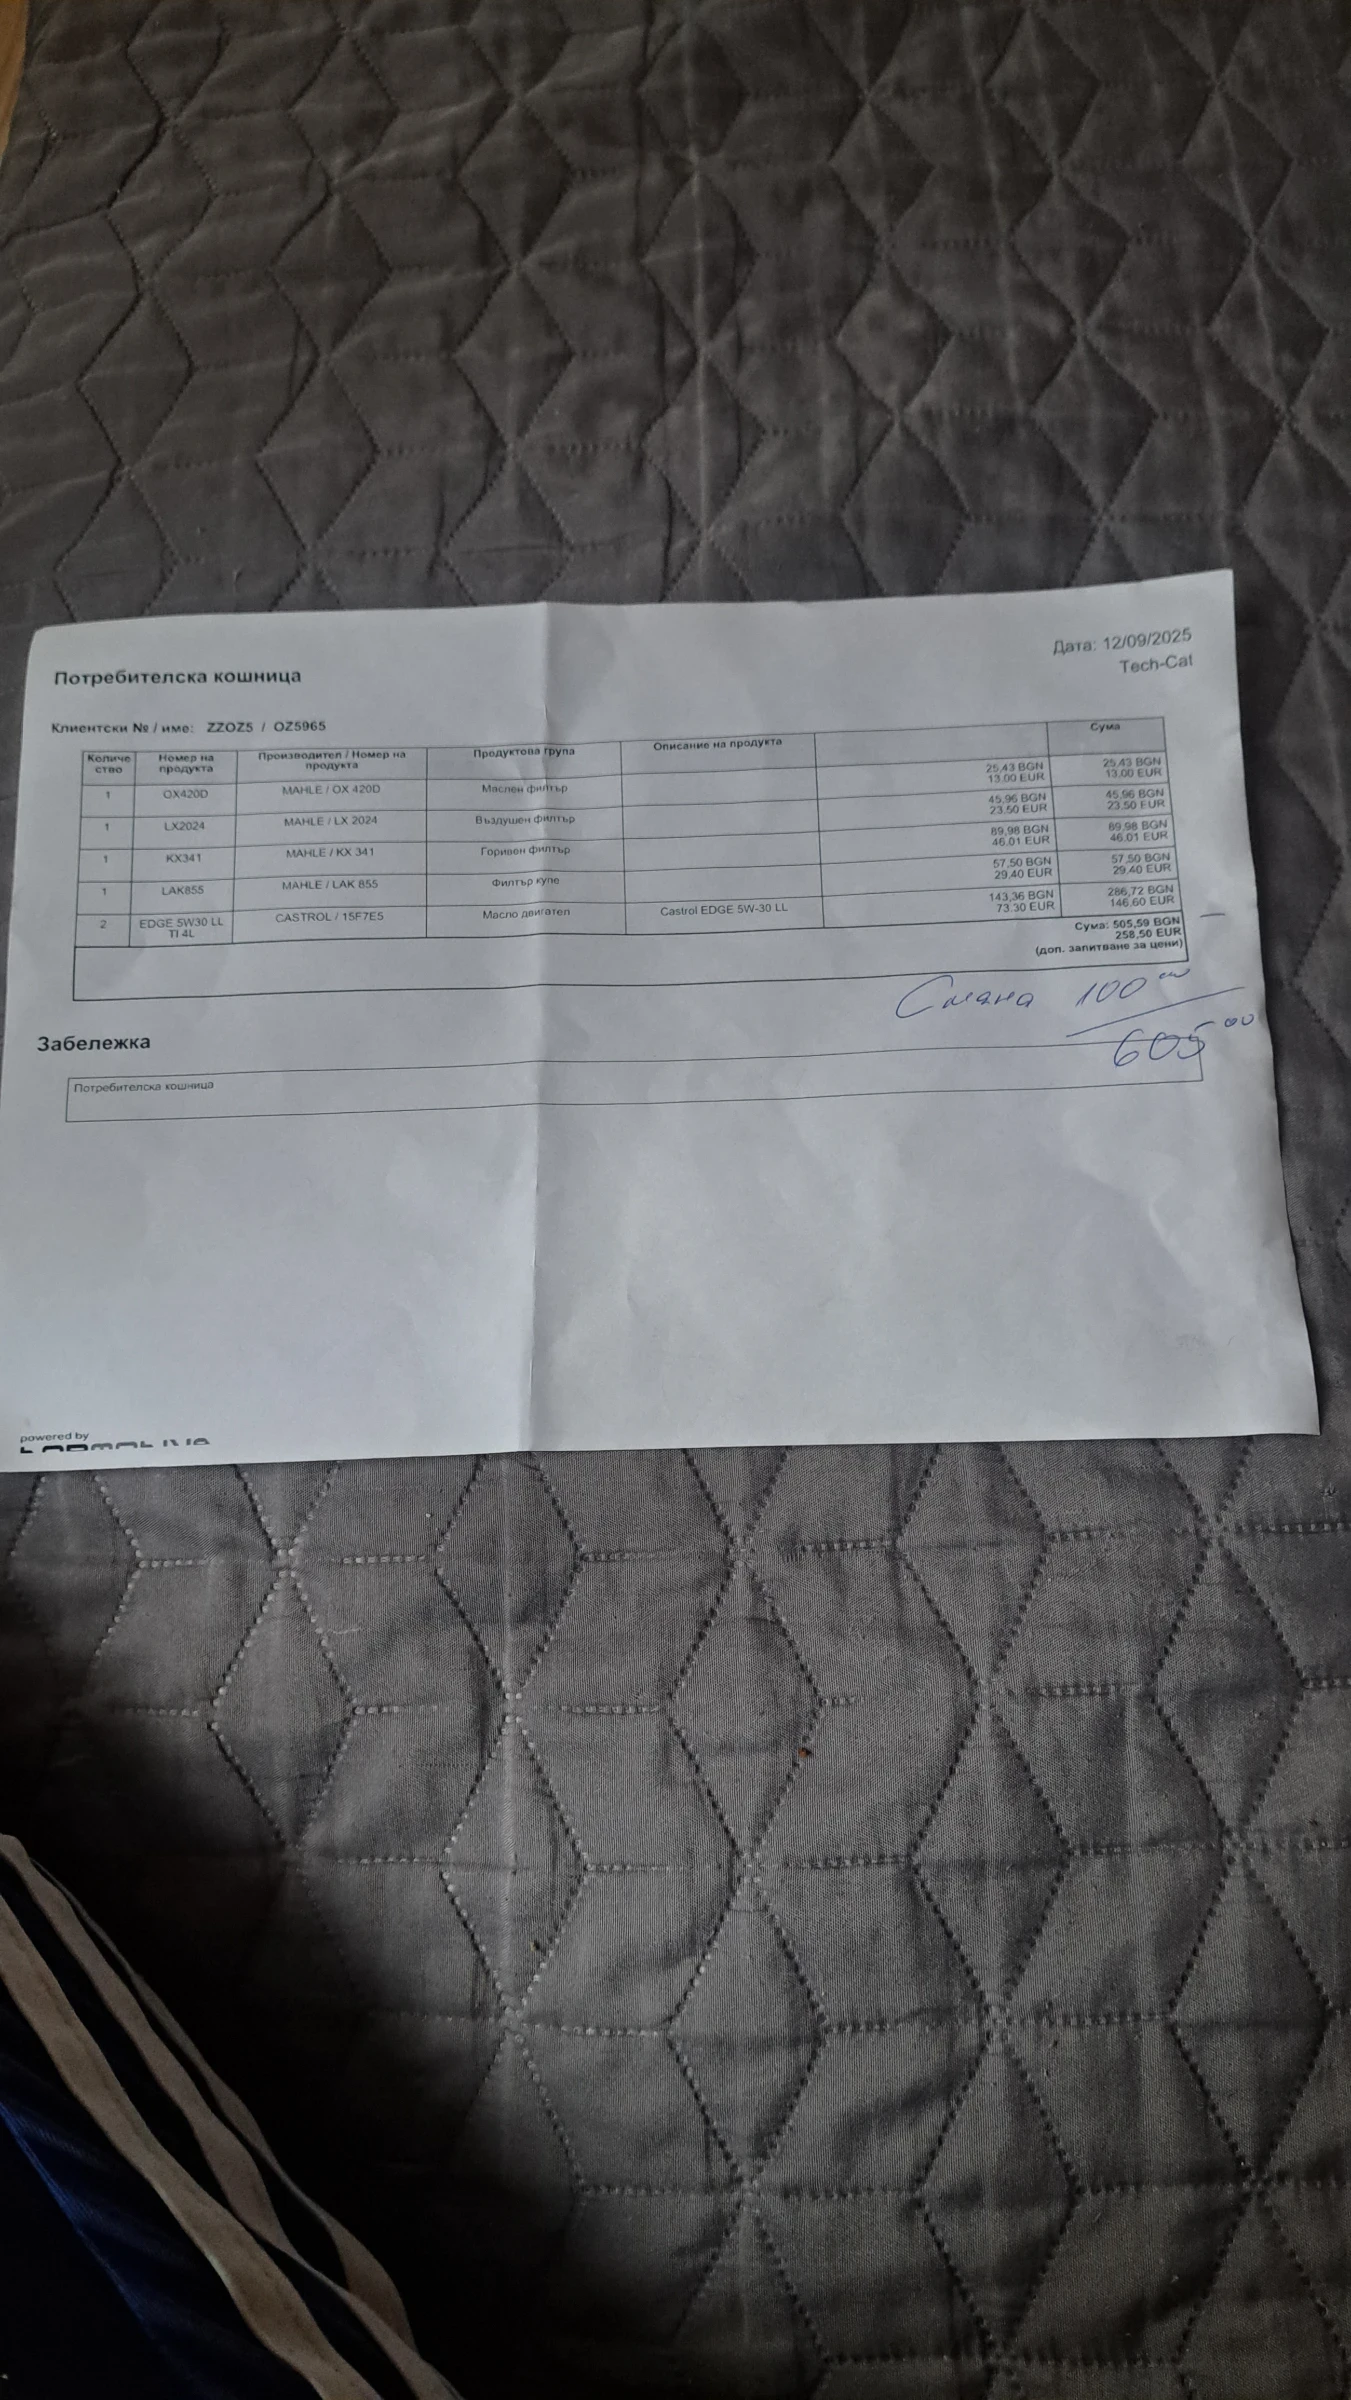 Дата: 12/09/2025
Tech-Cat
Потребителска кошница
Клиентски № / име: ZZOZ5 / OZ5965
Количество Номер на продукта Производител / Номер на продукта Продуктова група Описание на продукта Сума
1 OX420D MAHLE / OX 420D Маслен филтър 25,43 BGN 13.00 EUR 25,43 BGN 13.00 EUR
1 LX2024 MAHLE / LX 2024 Въздушен филтър 45,96 BGN 23.50 EUR 45,96 BGN 23.50 EUR
1 KX341 MAHLE / KX 341 Горивен филтър 89,98 BGN 46.01 EUR 89,98 BGN 46.01 EUR
1 LAK855 MAHLE / LAK 855 Филтър купе 57,50 BGN 29,40 EUR 57,50 BGN 29,40 EUR
2 EDGE 5W30 LL TI 4L CASTROL / 15F7E5 Масло двигател Castrol EDGE 5W-30 LL 143,36 BGN 73.30 EUR 286,72 BGN 146,60 EUR
Сума: 505,59 BGN
258,50 EUR
(доп. запитване за цени)
Смяна 100 00
605 00
Забележка
Потребителска кошница
powered by